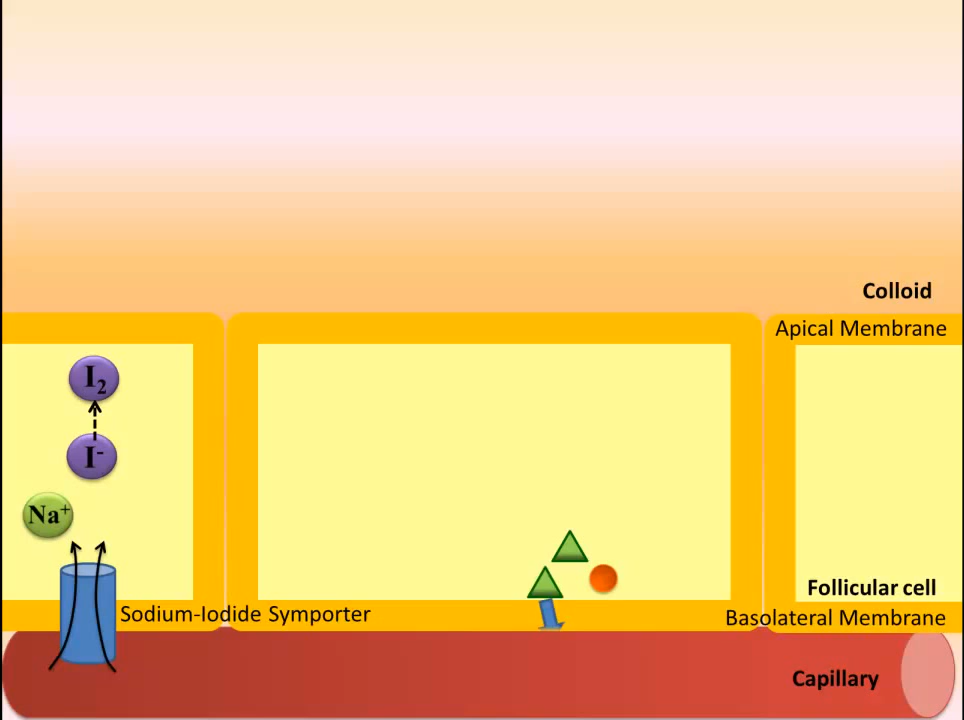 Colloid
Apical Membrane
I₂
I⁻
Na⁺
Follicular cell
Sodium-Iodide Symporter
Basolateral Membrane
Capillary